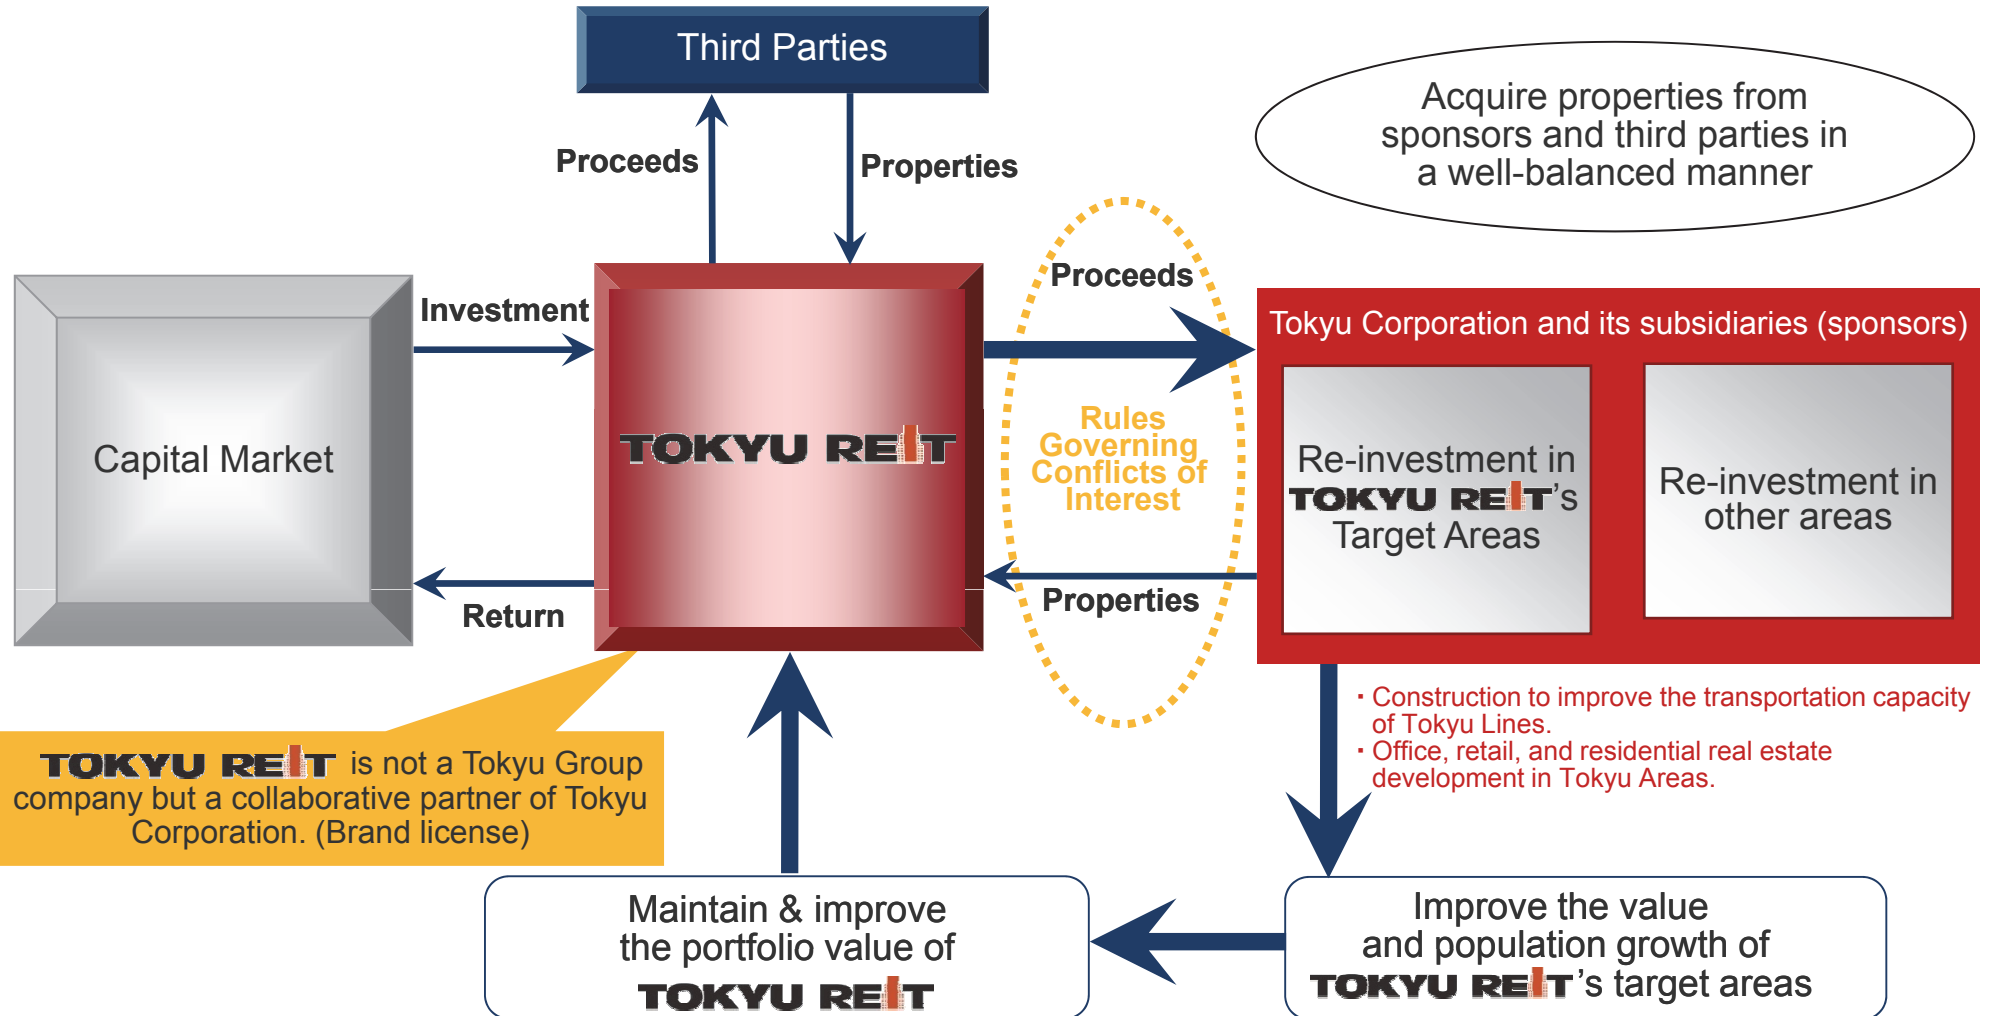 Third Parties
Acquire properties from
sponsors and third parties in
a well-balanced manner
Proceeds
Properties
Investment
Proceeds
Capital Market
TOKYU REIT
Rules
Governing
Conflicts of
Interest
Return
Properties
Tokyu Corporation and its subsidiaries (sponsors)
Re-investment in
TOKYU REIT's
Target Areas
Re-investment in
other areas
・Construction to improve the transportation capacity
of Tokyu Lines.
・Office, retail, and residential real estate
development in Tokyu Areas.
TOKYU REIT is not a Tokyu Group
company but a collaborative partner of Tokyu
Corporation. (Brand license)
Maintain & improve
the portfolio value of
TOKYU REIT
Improve the value
and population growth of
TOKYU REIT's target areas